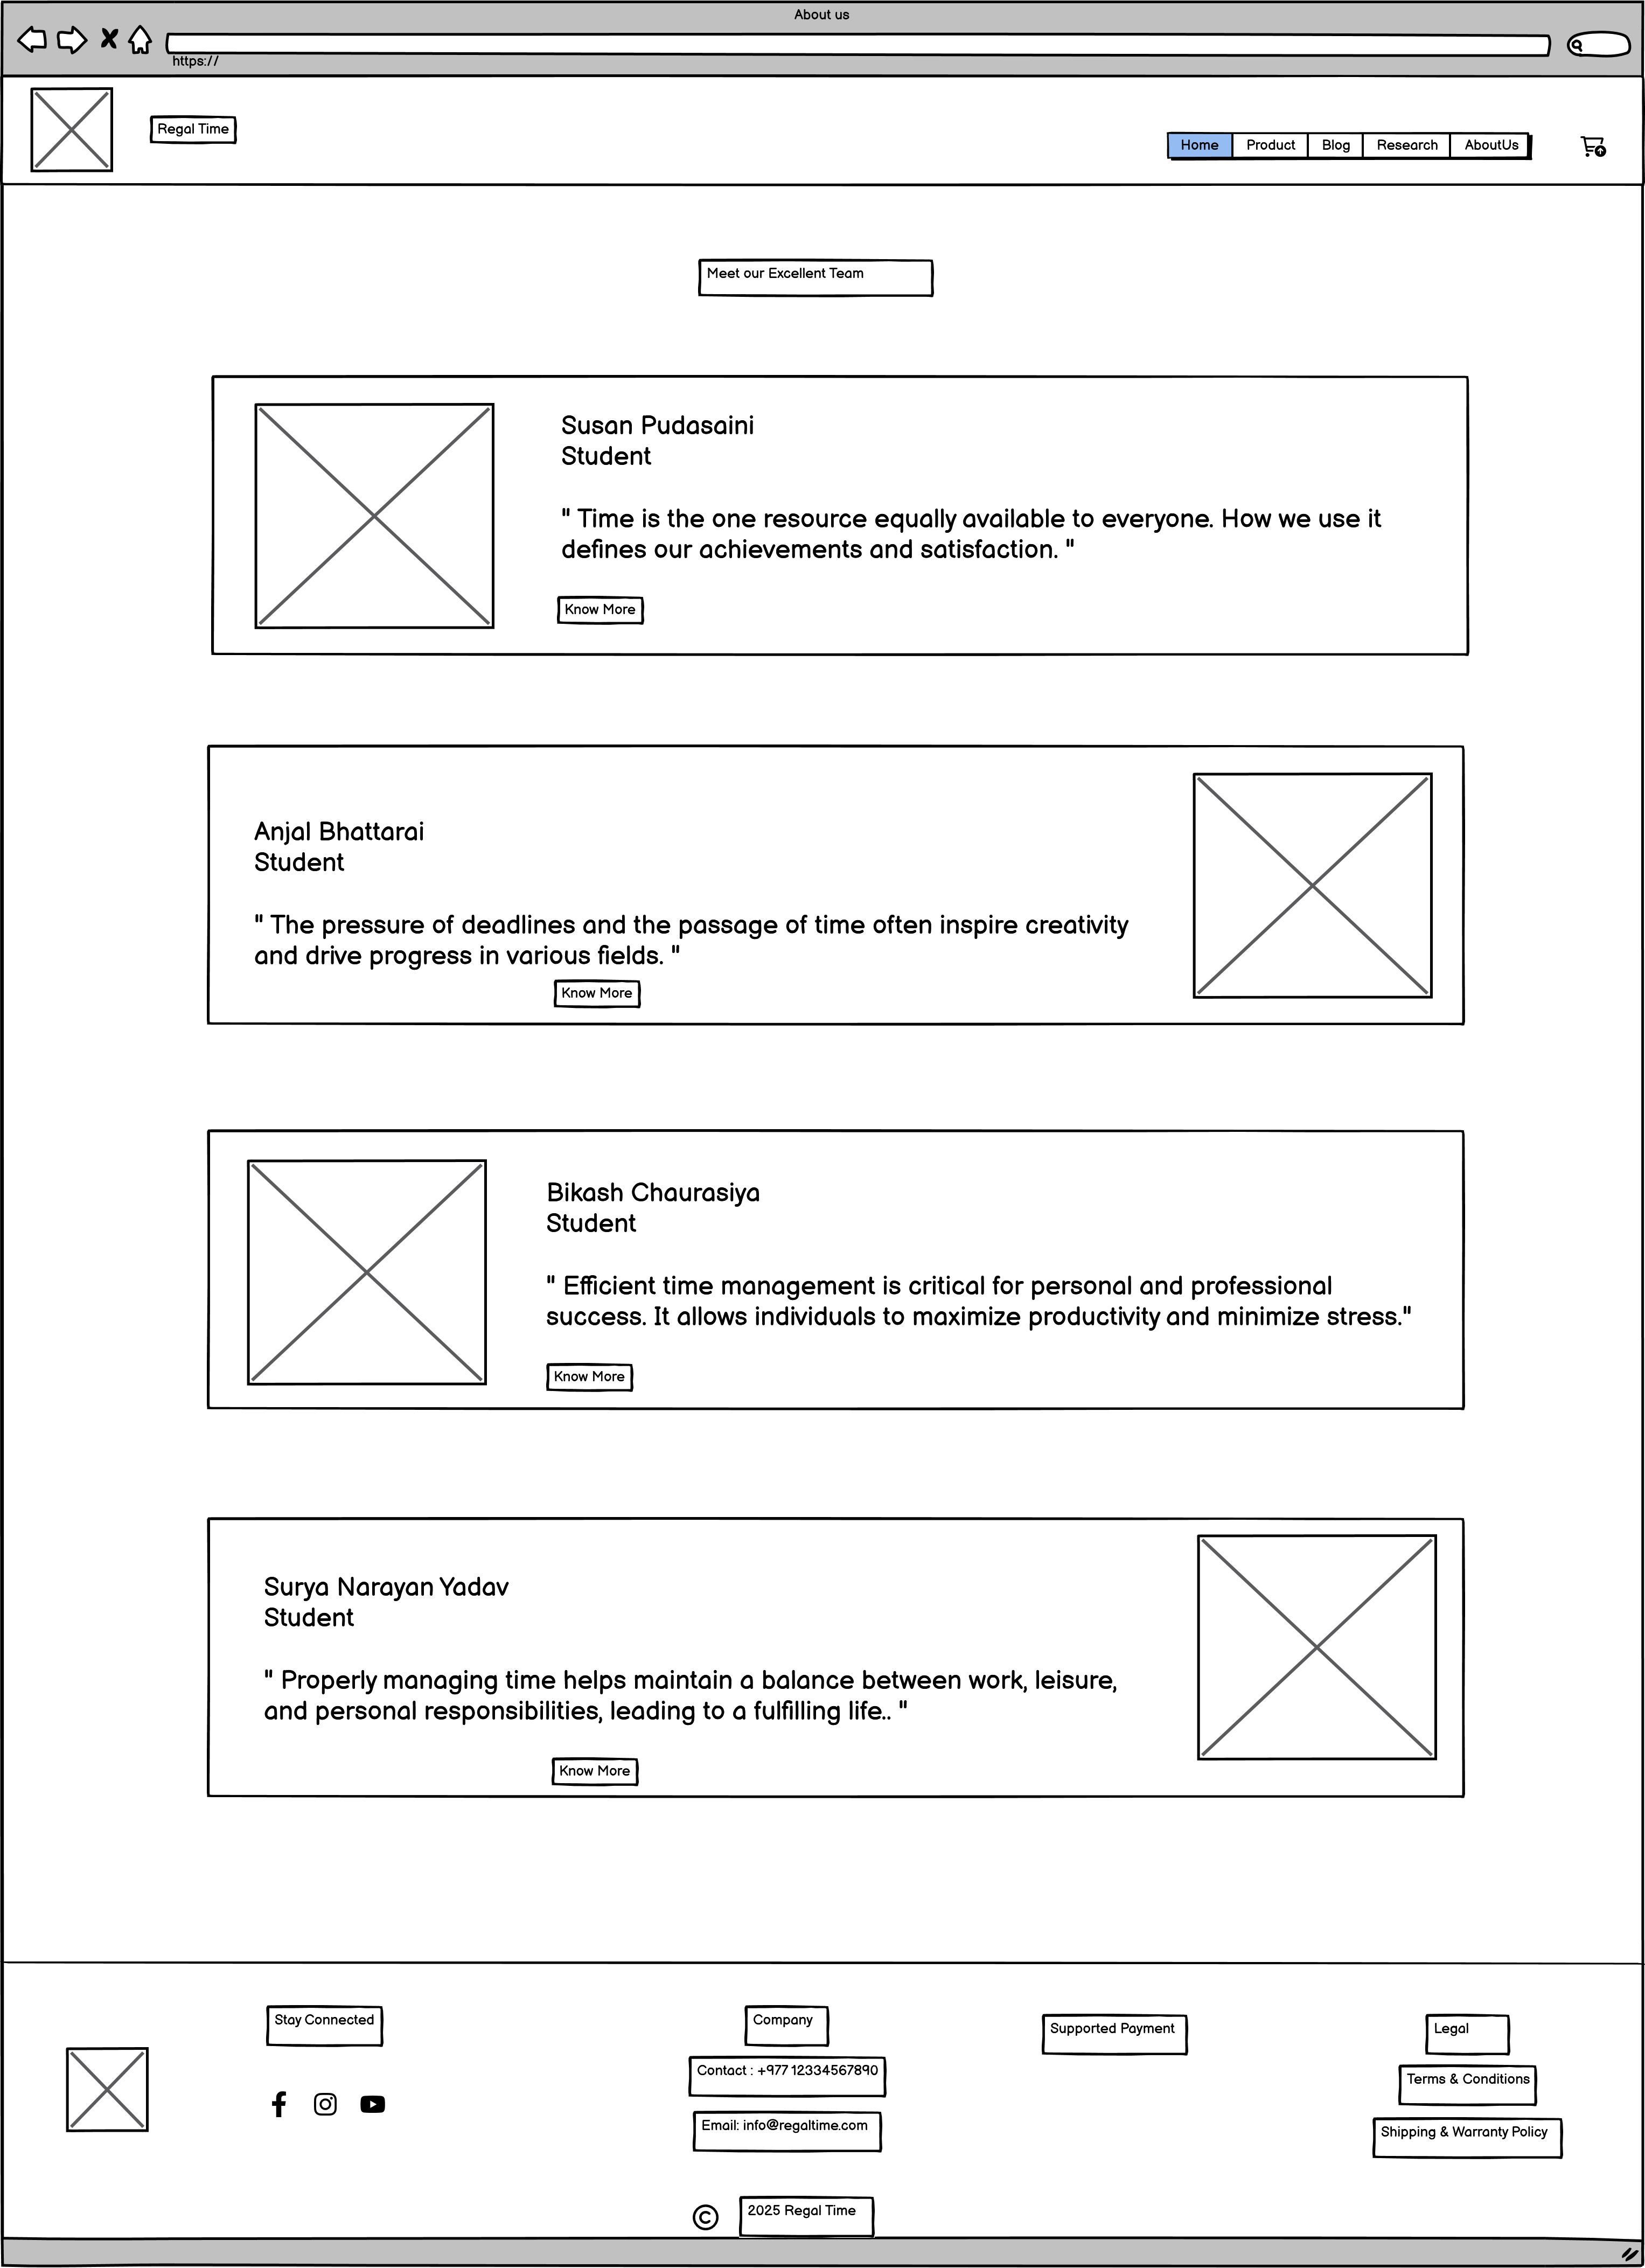 About us
https://
Regal Time
Home Product Blog Research AboutUs
Meet our Excellent Team
Susan Pudasaini
Student
" Time is the one resource equally available to everyone. How we use it
defines our achievements and satisfaction. "
Know More
Anjal Bhattarai
Student
" The pressure of deadlines and the passage of time often inspire creativity
and drive progress in various fields. "
Know More
Bikash Chaurasiya
Student
" Efficient time management is critical for personal and professional
success. It allows individuals to maximize productivity and minimize stress."
Know More
Surya Narayan Yadav
Student
" Properly managing time helps maintain a balance between work, leisure,
and personal responsibilities, leading to a fulfilling life.. "
Know More
Stay Connected
Company
Contact : +977 12334567890
Email: info@regaltime.com
Supported Payment
Legal
Terms & Conditions
Shipping & Warranty Policy
© 2025 Regal Time